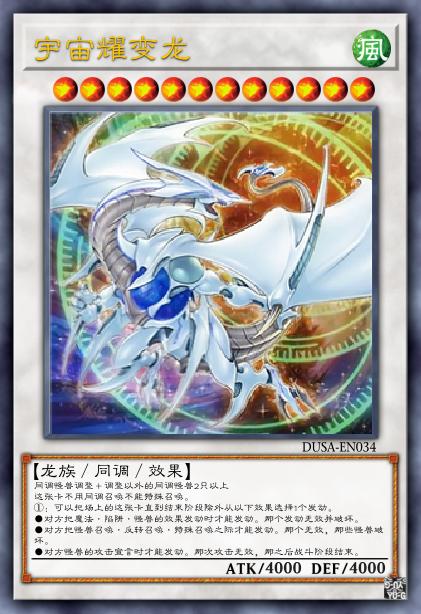 宇宙耀变龙
風
DUSA-EN034
【龙族/同调/效果】
同调怪兽调整+调整以外的同调怪兽2只以上
这张卡不用同调召唤不能特殊召唤。
①:可以把场上的这张卡直到结束阶段除外从以下效果选择1个发动。
●对方把魔法·陷阱·怪兽的效果发动时才能发动。那个发动无效并破坏。
●对方把怪兽召唤·反转召唤·特殊召唤之际才能发动。那个无效,那些怪兽破
坏。
●对方怪兽的攻击宣言时才能发动。那次攻击无效,那之后战斗阶段结束。
ATK/4000 DEF/4000